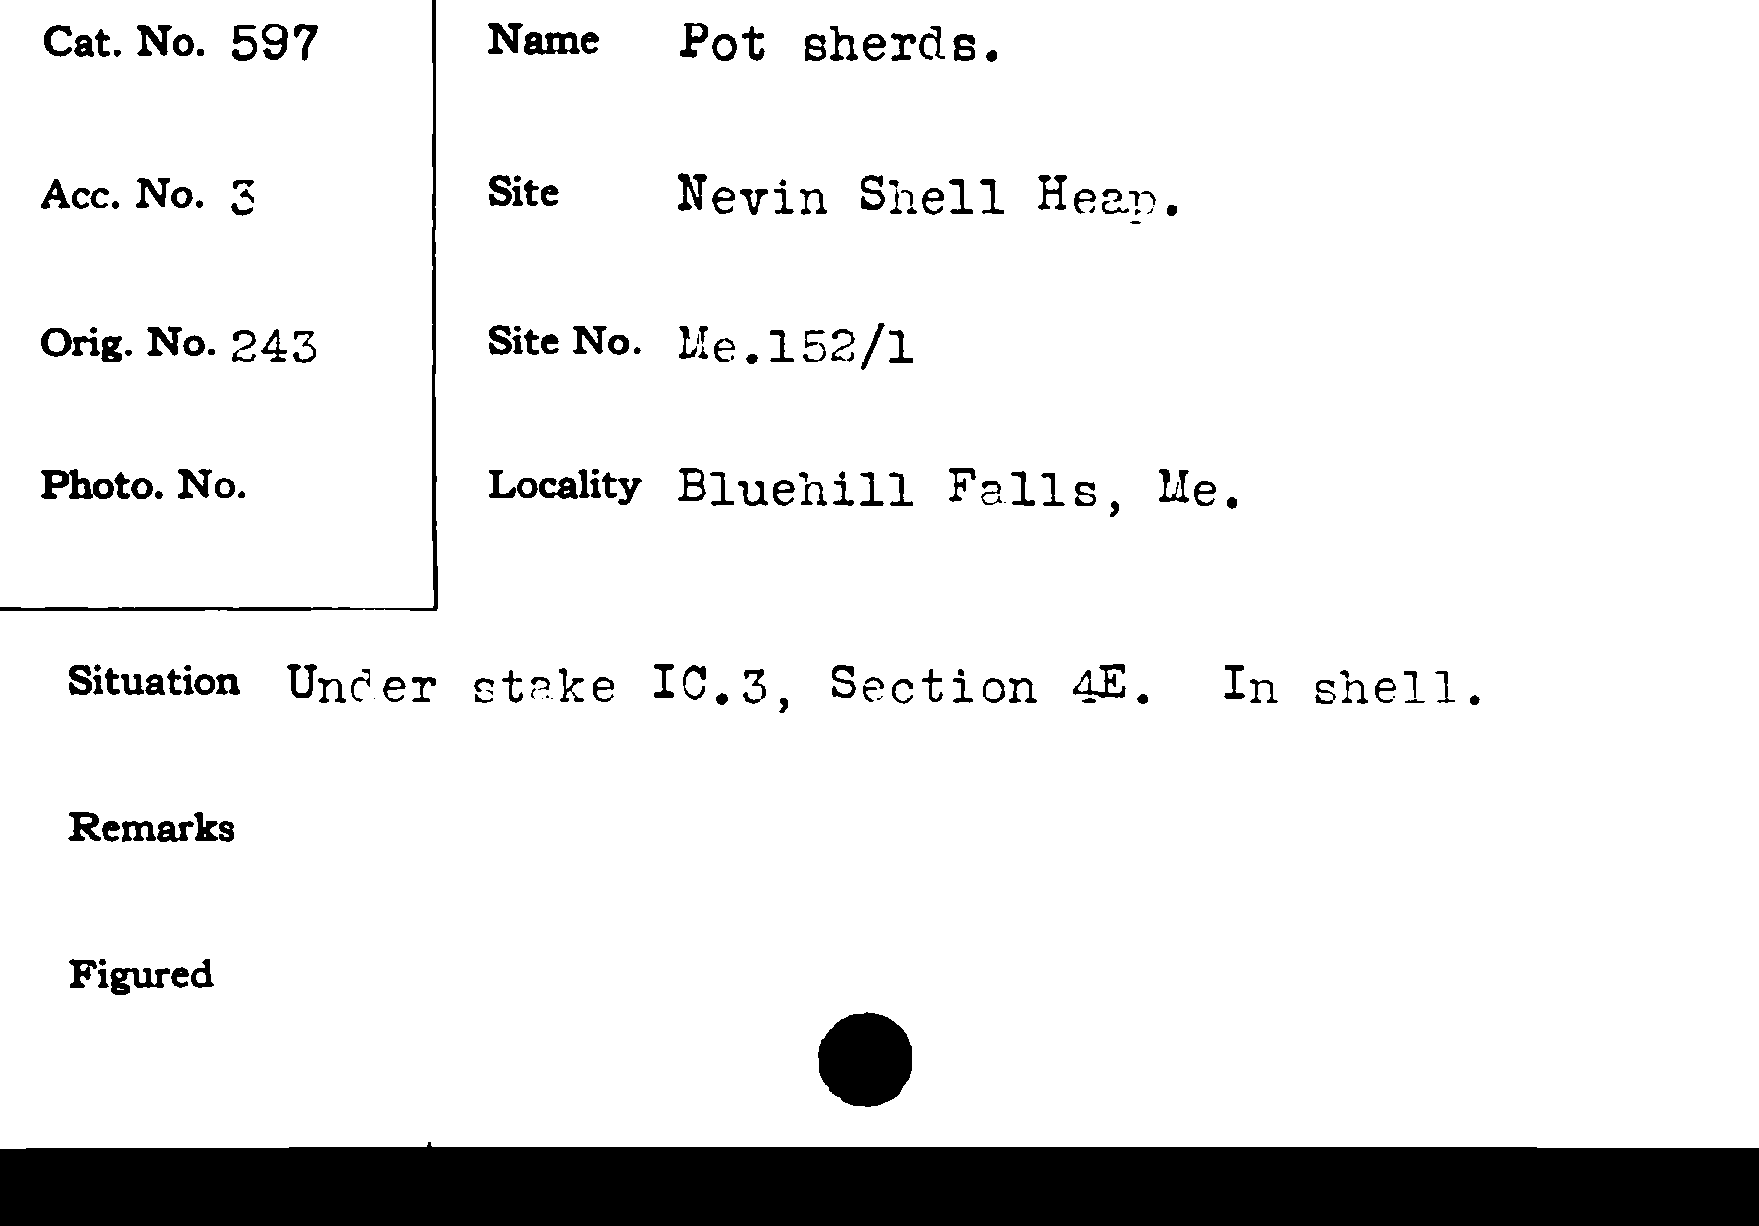 Cat. No. 597
Name Pot sherds.
Acc. No. 3
Site Nevin Shell Heap.
Orig. No. 243
Site No. Me.152/1
Photo. No.
Locality Bluehill Falls, Me.
Situation Under stake IC.3, Section 4E. In shell.
Remarks
Figured